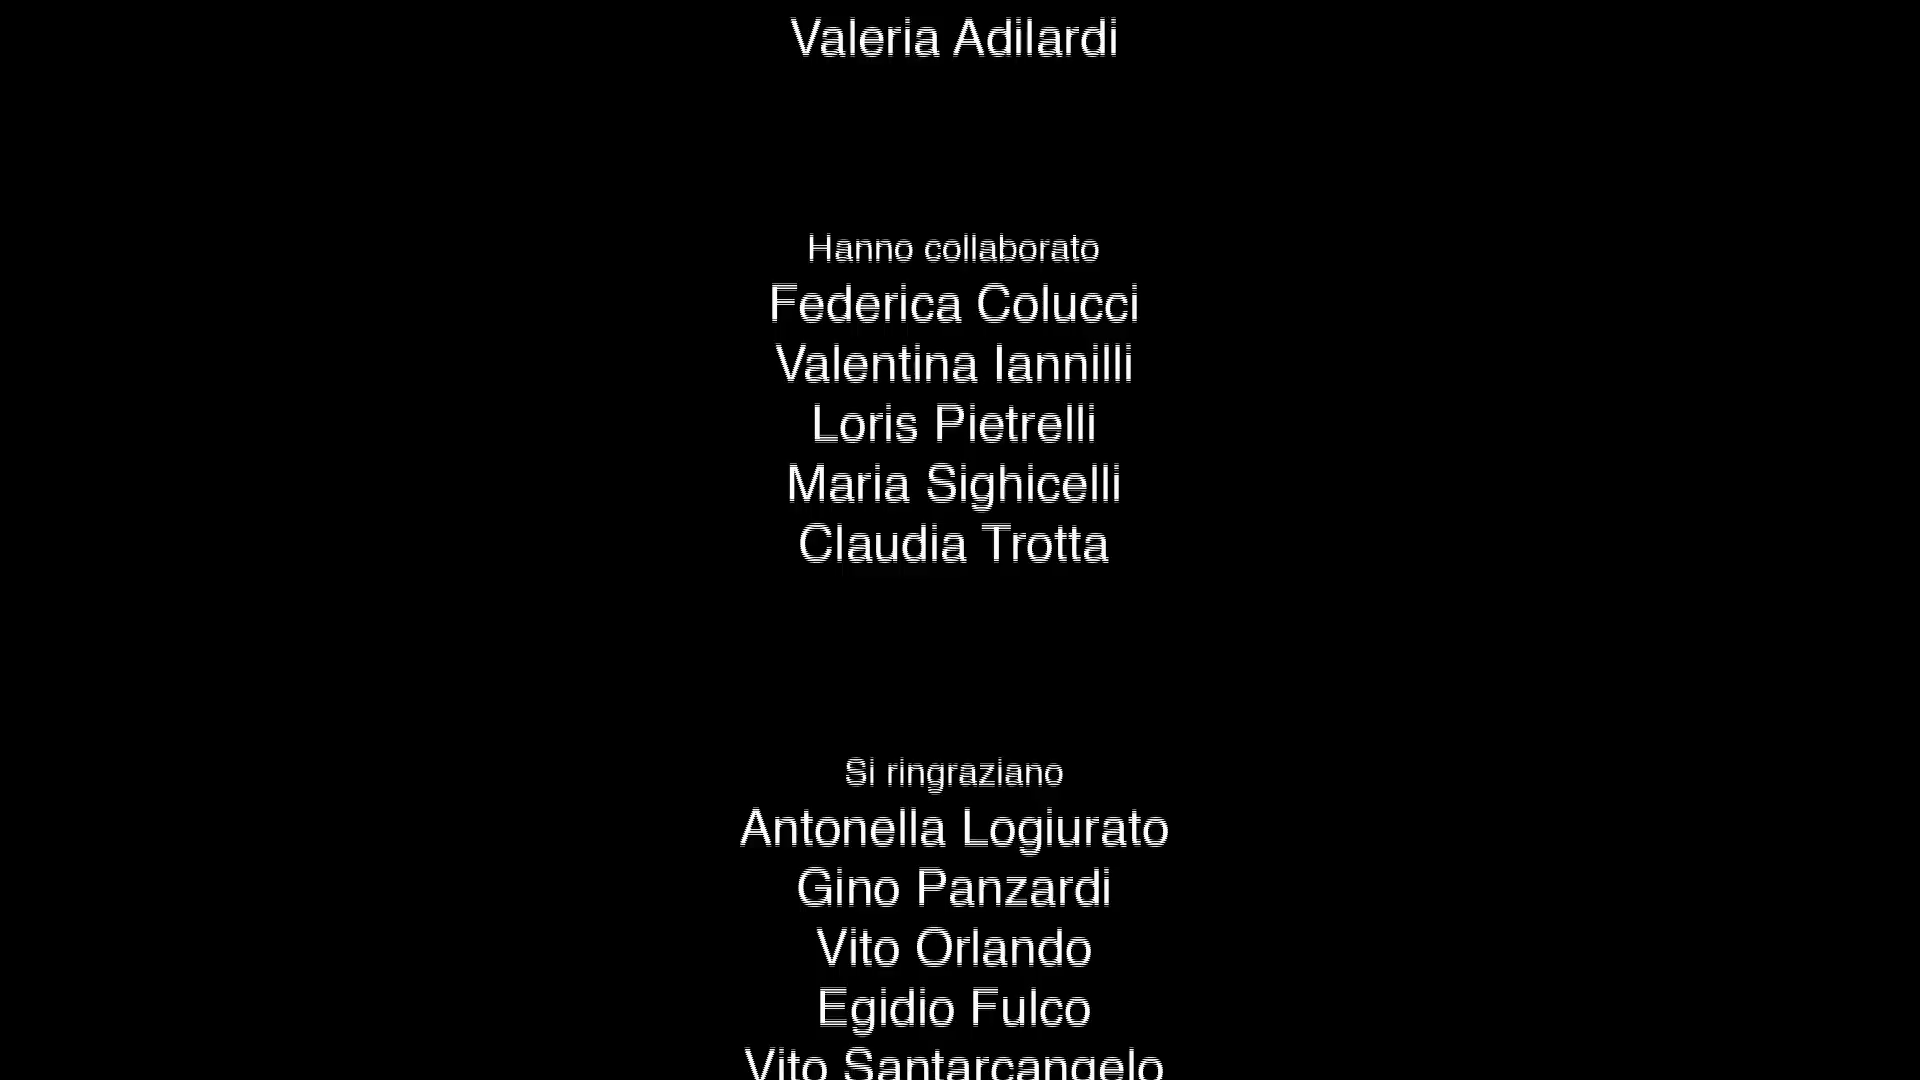 Valeria Adilardi
Hanno collaborato
Federica Colucci
Valentina Iannilli
Loris Pietrelli
Maria Sighicelli
Claudia Trotta
Si ringraziano
Antonella Logiurato
Gino Panzardi
Vito Orlando
Egidio Fulco
Vito Santarcangelo